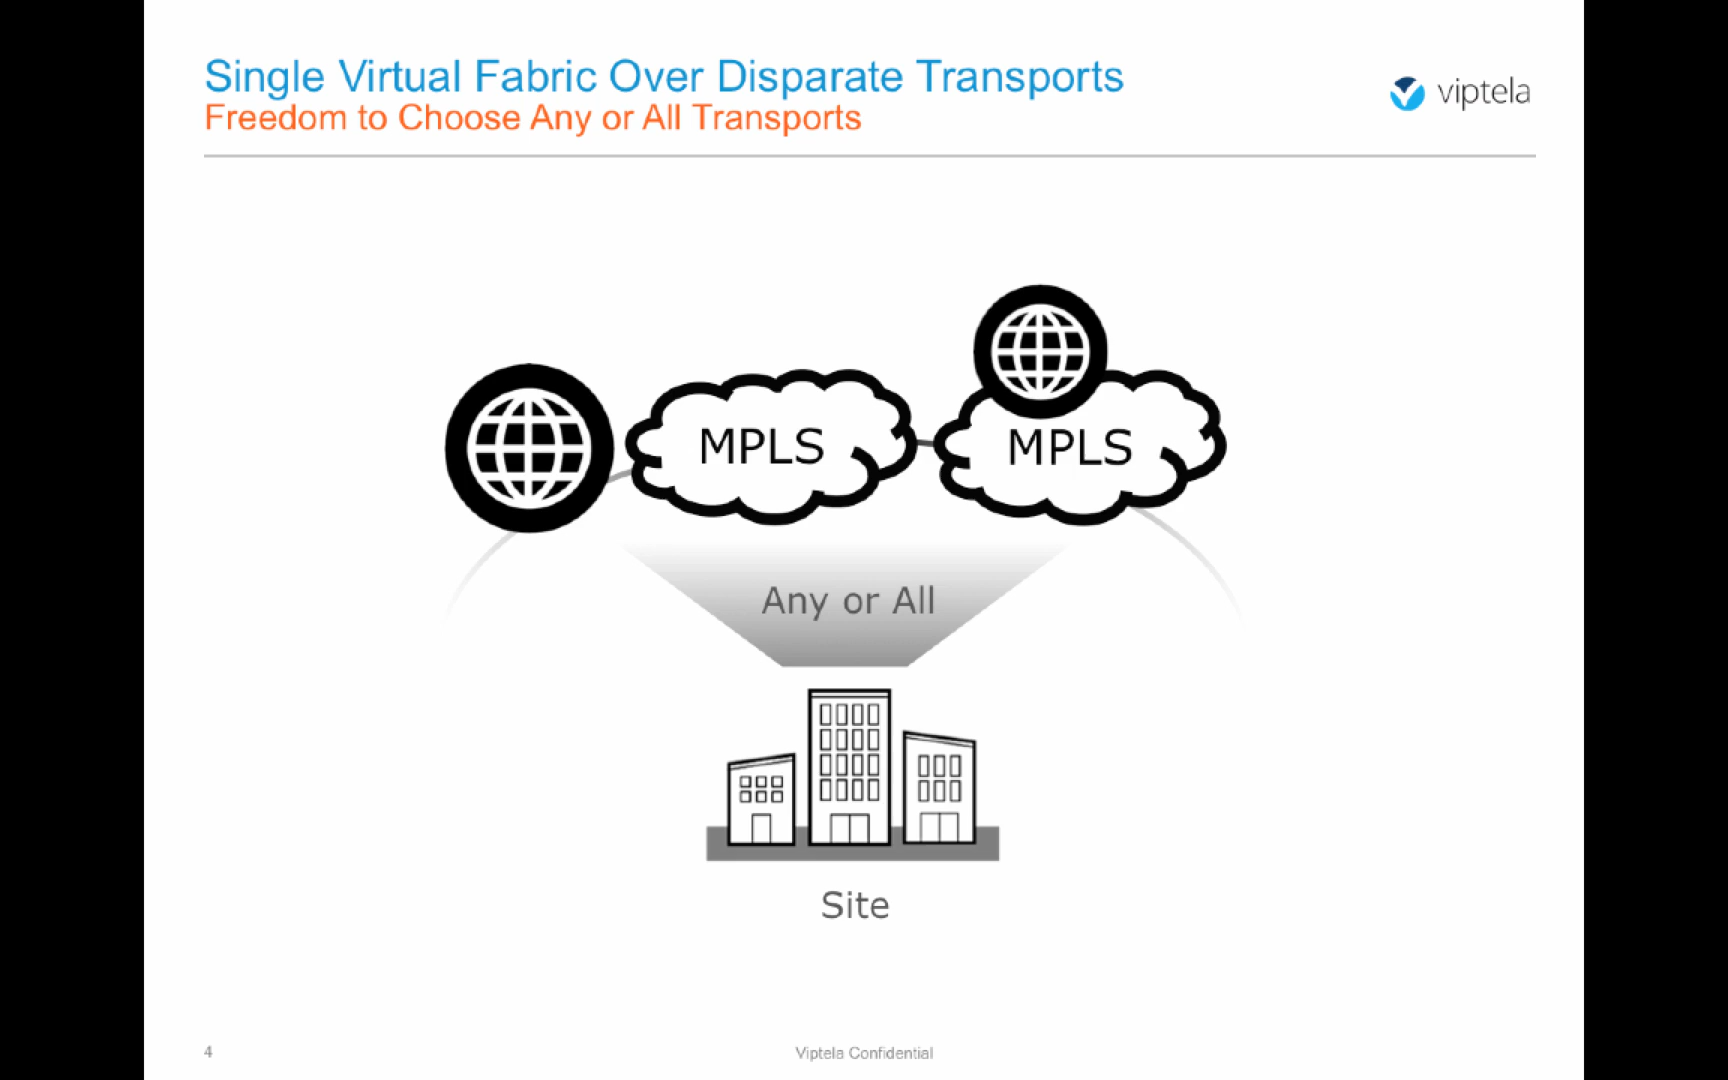 Single Virtual Fabric Over Disparate Transports
Freedom to Choose Any or All Transports
viptela
MPLS
MPLS
Any or All
Site
4
Viptela Confidential